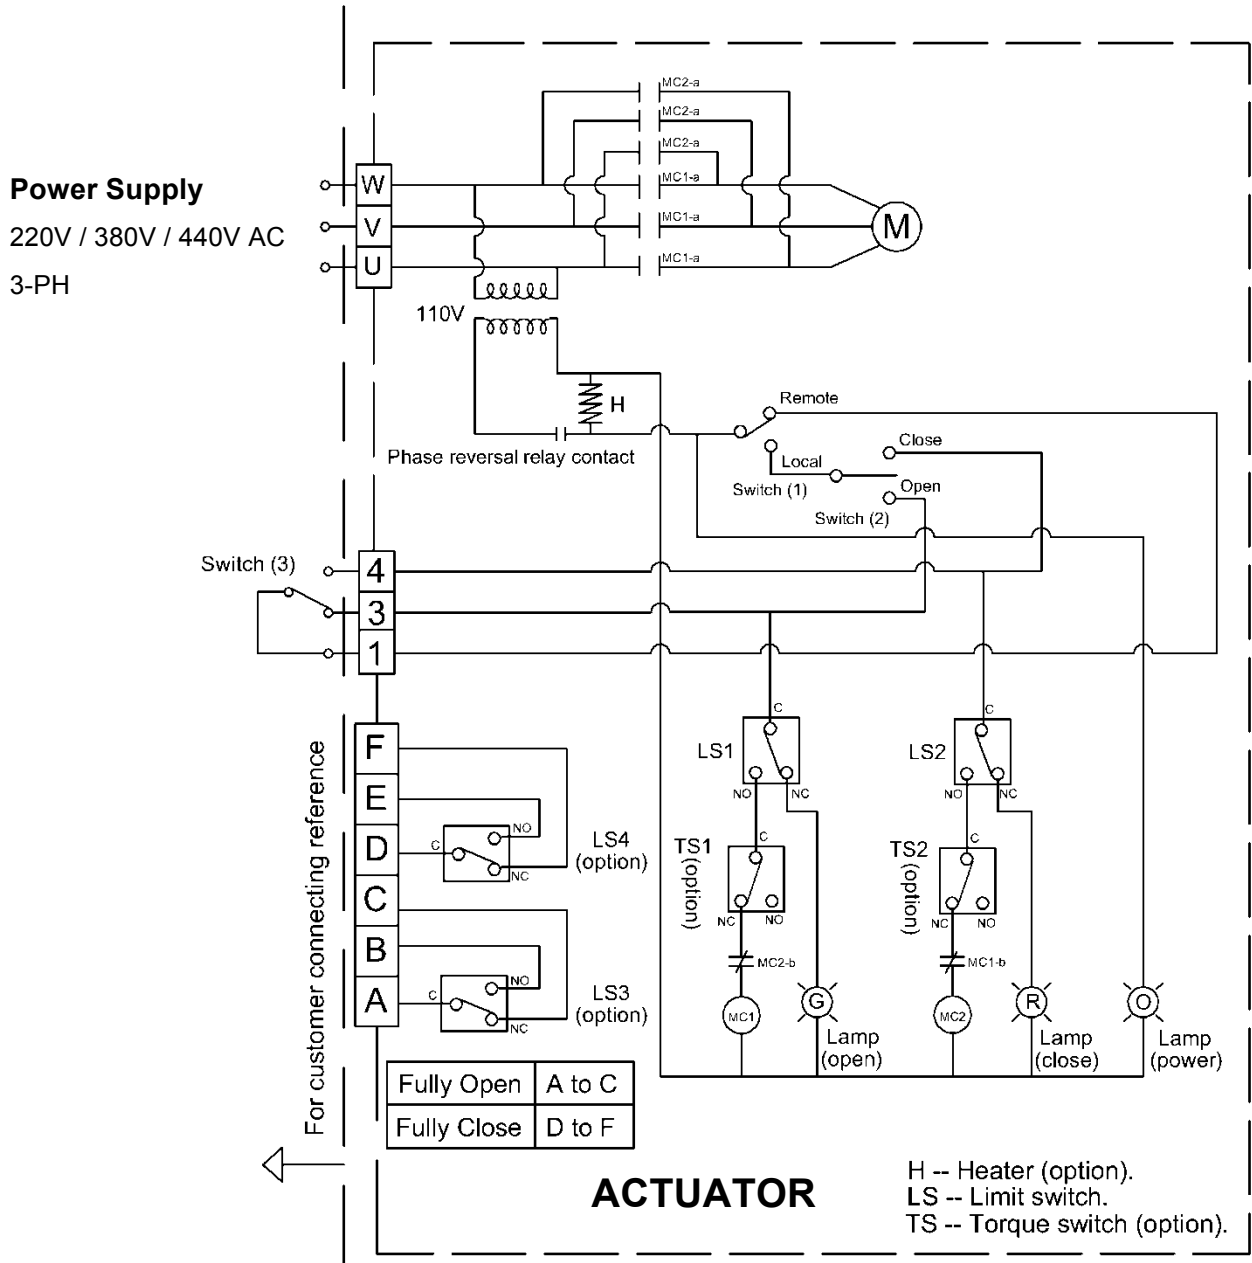 MC2-a
MC2-a
MC2-a
Power Supply
220V / 380V / 440V AC
3-PH
W
MC1-a
V
MC1-a
M
U
MC1-a
110V
H
Remote
Phase reversal relay contact
Close
Local
Switch (1)
Open
Switch (2)
Switch (3)
4
3
1
For customer connecting reference
F
E
D
C
B
A
C
NO
NC
LS4
(option)
C
NO
NC
LS3
(option)
C
LS1
NO
NC
C
LS2
NO
NC
TS1
(option)
C
NC
NO
TS2
(option)
C
NC
NO
MC2-b
MC1-b
MC1
G
MC2
R
O
Lamp
(open)
Lamp
(close)
Lamp
(power)
Fully Open A to C
Fully Close D to F
ACTUATOR
H -- Heater (option).
LS -- Limit switch.
TS -- Torque switch (option).